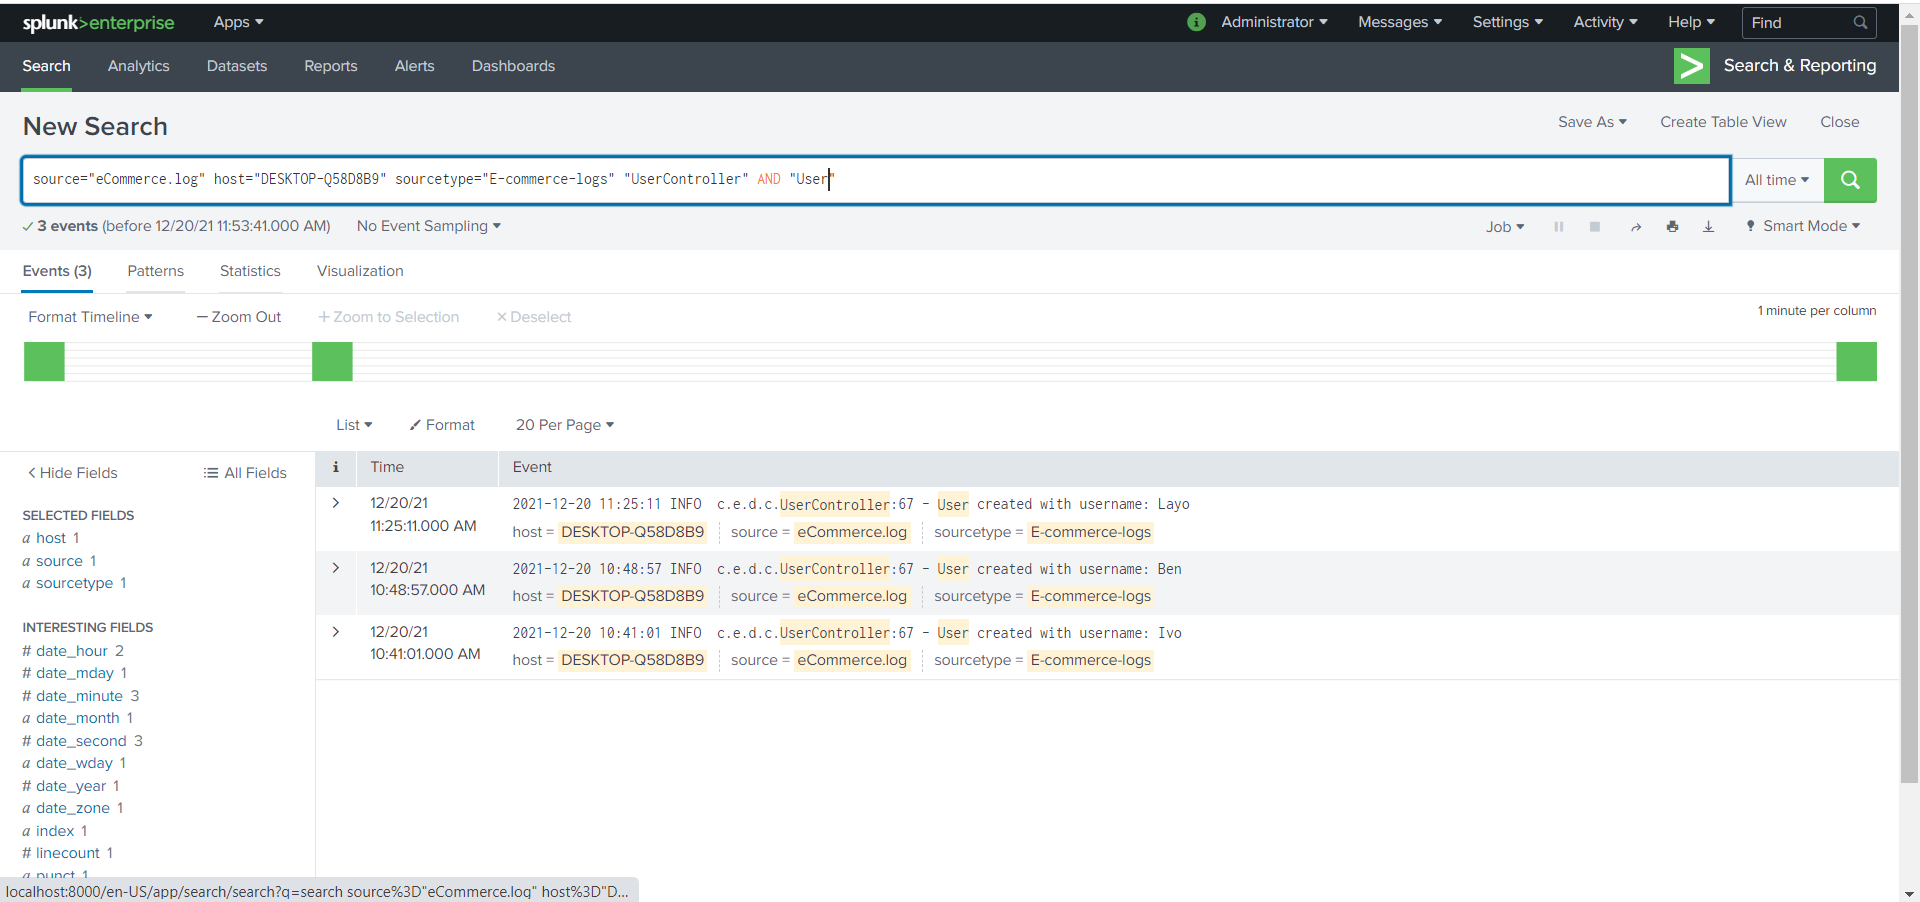 splunk>enterprise Apps Administrator Messages Settings Activity Help Find
Search Analytics Datasets Reports Alerts Dashboards Search & Reporting
New Search Save As Create Table View Close
source="eCommerce.log" host="DESKTOP-Q58D8B9" sourcetype="E-commerce-logs" "UserController" AND "User" All time
3 events (before 12/20/21 11:53:41.000 AM) No Event Sampling Job Smart Mode
Events (3) Patterns Statistics Visualization
Format Timeline — Zoom Out + Zoom to Selection × Deselect 1 minute per column
List Format 20 Per Page
< Hide Fields All Fields
SELECTED FIELDS
a host 1
a source 1
a sourcetype 1
INTERESTING FIELDS
# date_hour 2
# date_mday 1
# date_minute 3
a date_month 1
# date_second 3
a date_wday 1
# date_year 1
a date_zone 1
a index 1
# linecount 1
a punct 1
i Time Event
> 12/20/21 2021-12-20 11:25:11 INFO c.e.d.c.UserController:67 - User created with username: Layo
11:25:11.000 AM host = DESKTOP-Q58D8B9 source = eCommerce.log sourcetype = E-commerce-logs
> 12/20/21 2021-12-20 10:48:57 INFO c.e.d.c.UserController:67 - User created with username: Ben
10:48:57.000 AM host = DESKTOP-Q58D8B9 source = eCommerce.log sourcetype = E-commerce-logs
> 12/20/21 2021-12-20 10:41:01 INFO c.e.d.c.UserController:67 - User created with username: Ivo
10:41:01.000 AM host = DESKTOP-Q58D8B9 source = eCommerce.log sourcetype = E-commerce-logs
localhost:8000/en-US/app/search/search?q=search source%3D"eCommerce.log" host%3D"D...